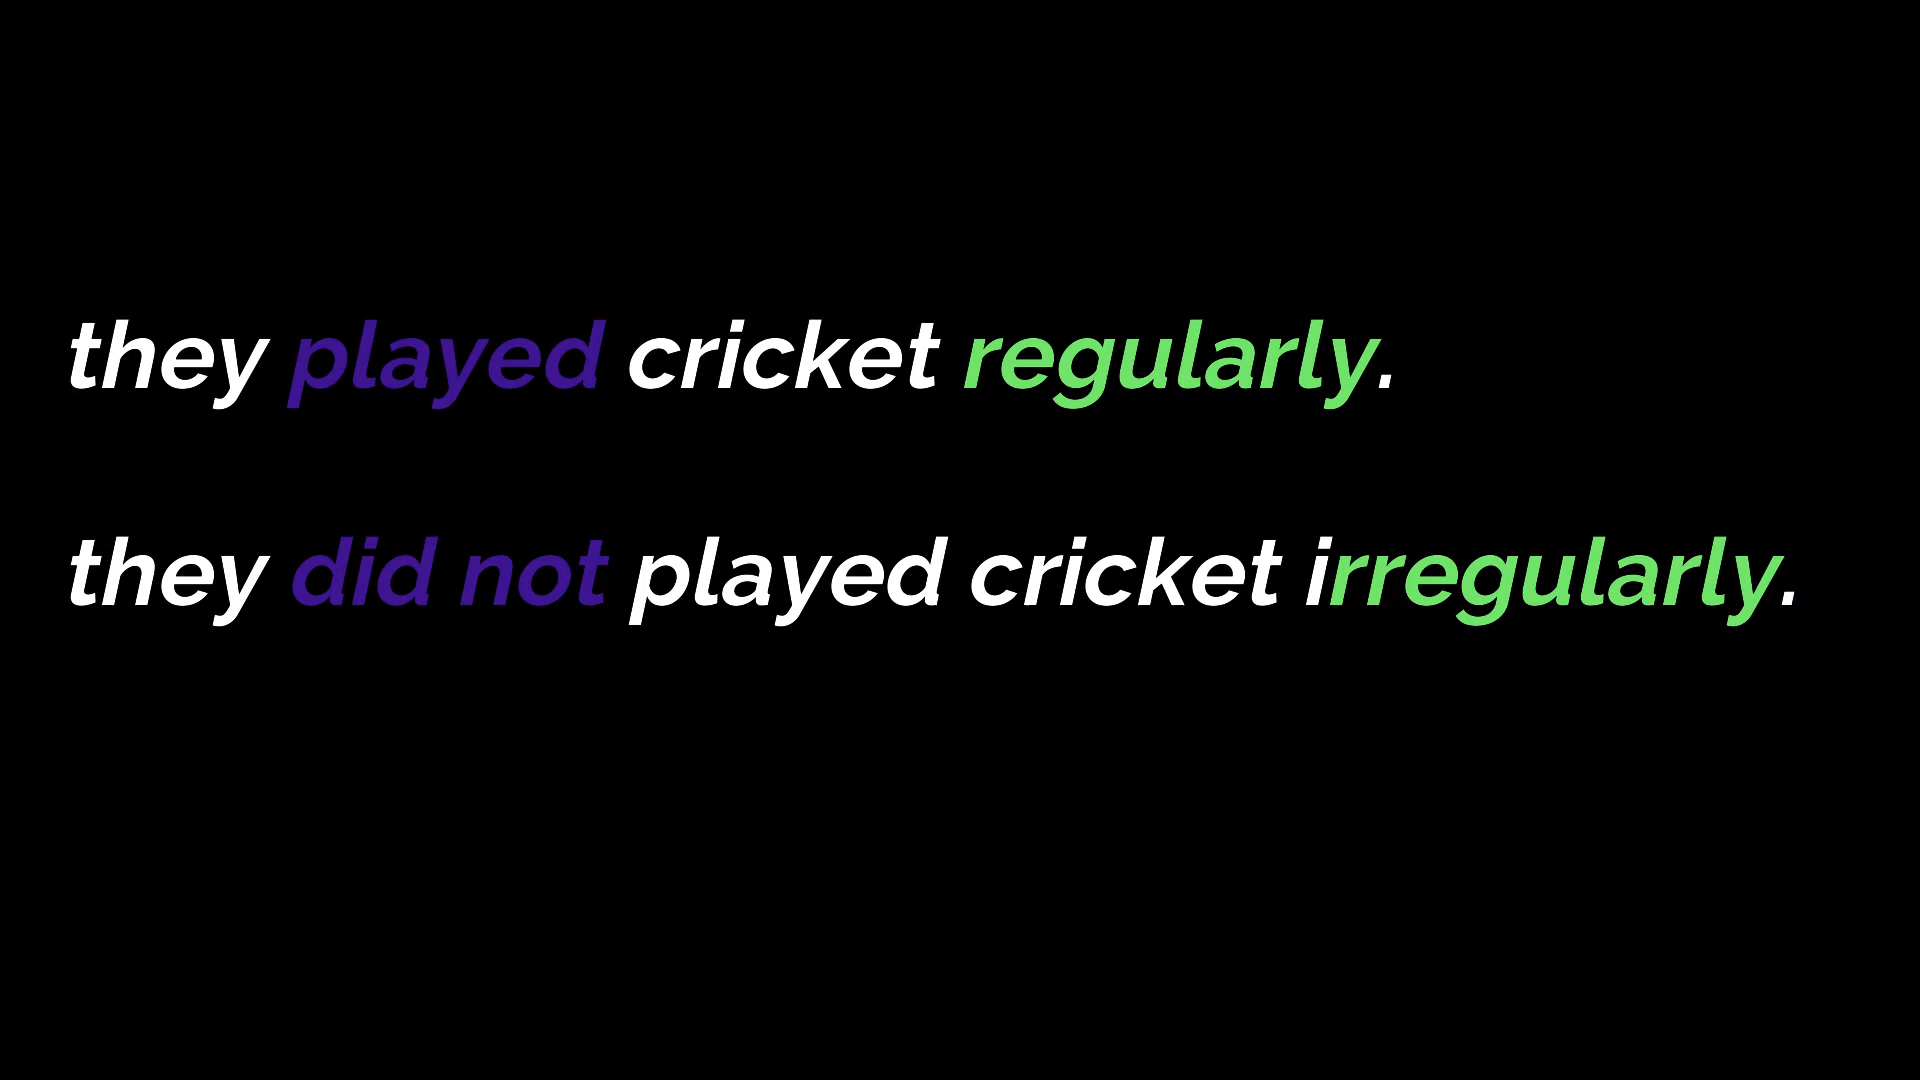 they played cricket regularly.
they did not played cricket irregularly.